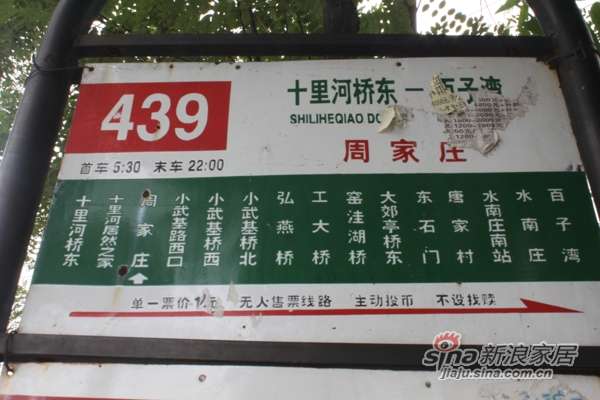 439
首车 5:30 末车 22:00
十里河桥东 — 百子湾
SHILIHEQIAO DO
周家庄
十里河桥东
十里河居然之家
周家庄
小武基路西口
小武基桥西
小武基桥北
弘燕桥
工大桥
窑洼湖桥
大郊亭桥东
东石门
唐家村
水南庄南站
水南庄
百子湾
单一票价1元 无人售票线路 主动投币 不设找赎
sina新浪家居
jiaju.sina.com.cn